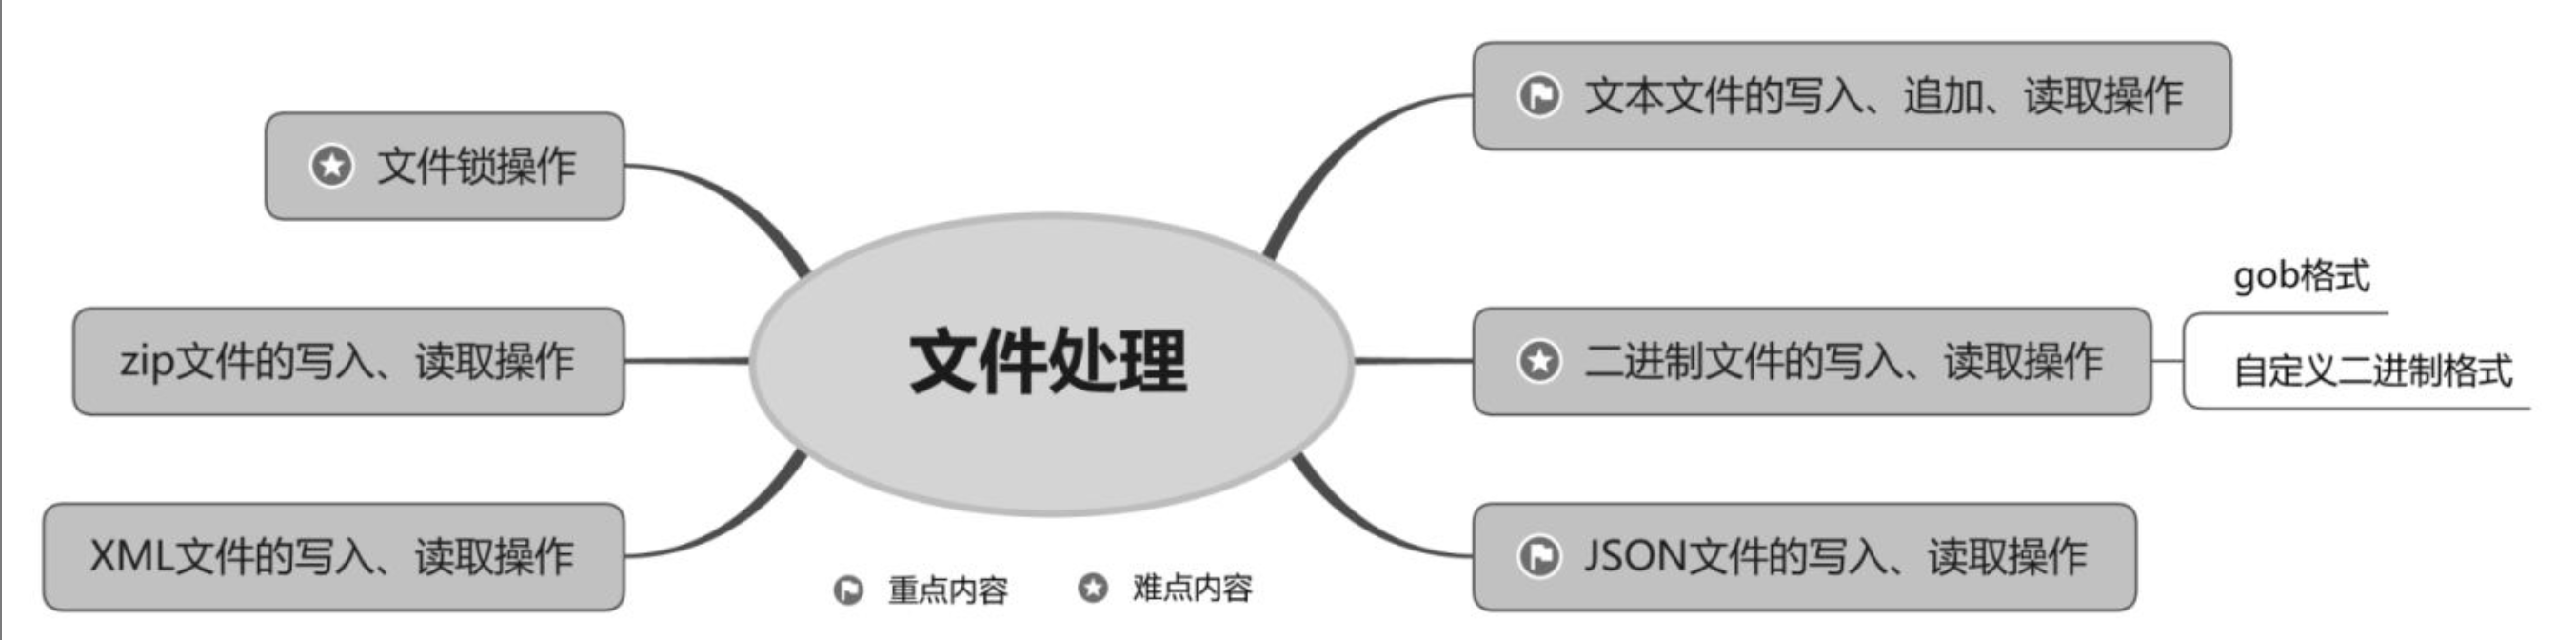 文本文件的写入、追加、读取操作
文件锁操作
gob格式
文件处理
zip文件的写入、读取操作
二进制文件的写入、读取操作
自定义二进制格式
XML文件的写入、读取操作
JSON文件的写入、读取操作
重点内容
难点内容